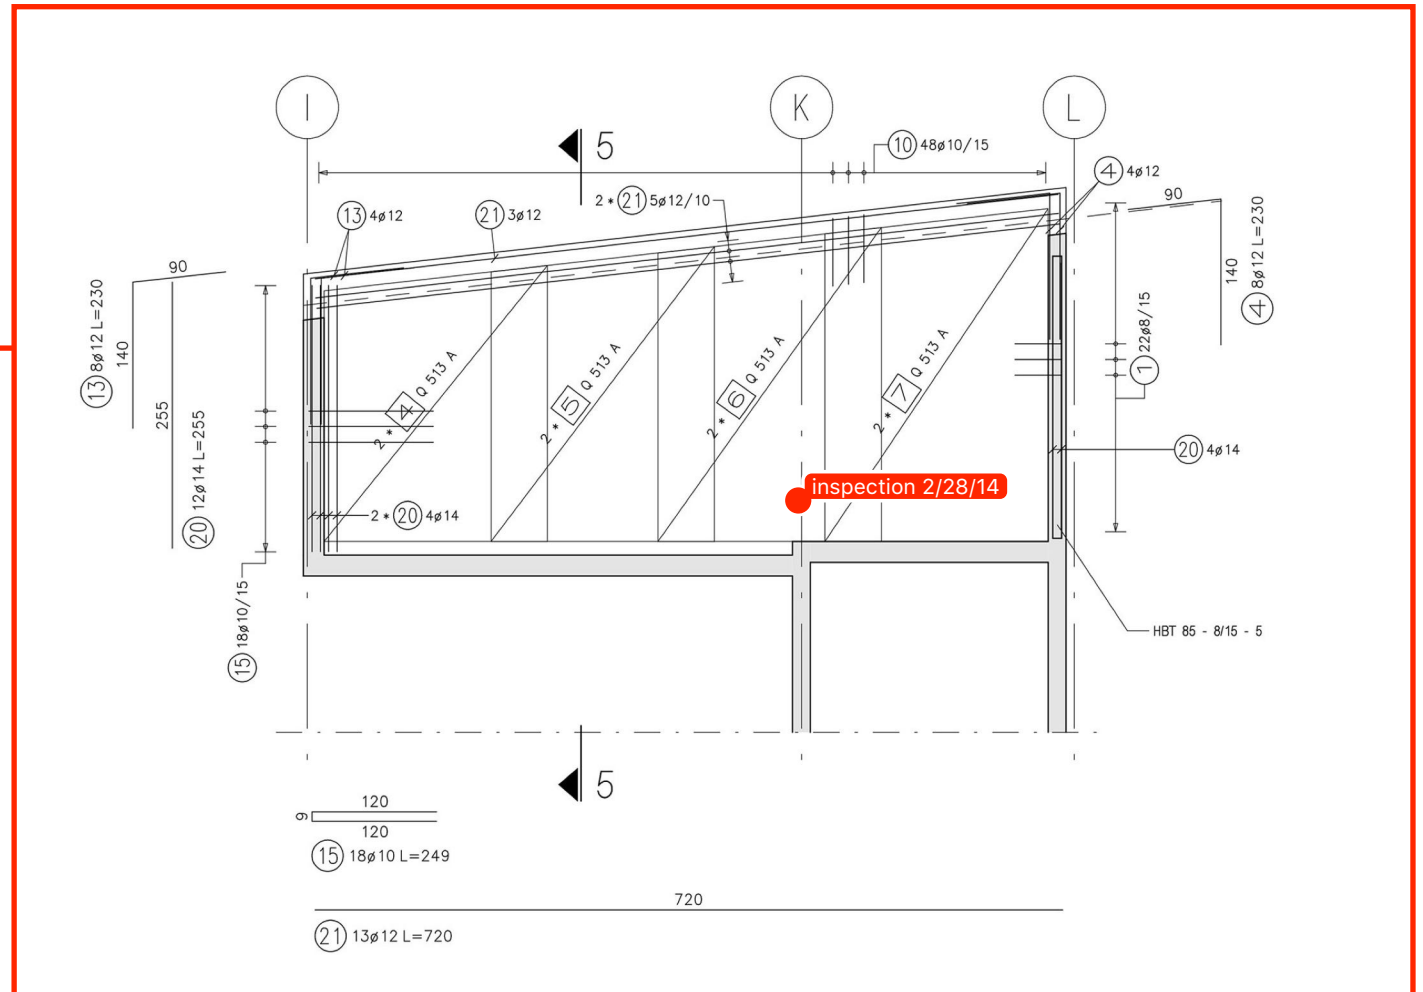 I
K
L
5
10 48ø10/15
4 4ø12
2 * 21 5ø12/10
90
13 4ø12
21 3ø12
90
140
4 8ø12 L=230
13 8ø12 L=230
140
255
20 12ø14 L=255
1 22ø8/15
2 * 4 Q 513 A
2 * 5 Q 513 A
2 * 6 Q 513 A
2 * 7 Q 513 A
20 4ø14
inspection 2/28/14
2 * 20 4ø14
15 18ø10/15
HBT 85 - 8/15 - 5
5
120
9
120
15 18ø10 L=249
720
21 13ø12 L=720